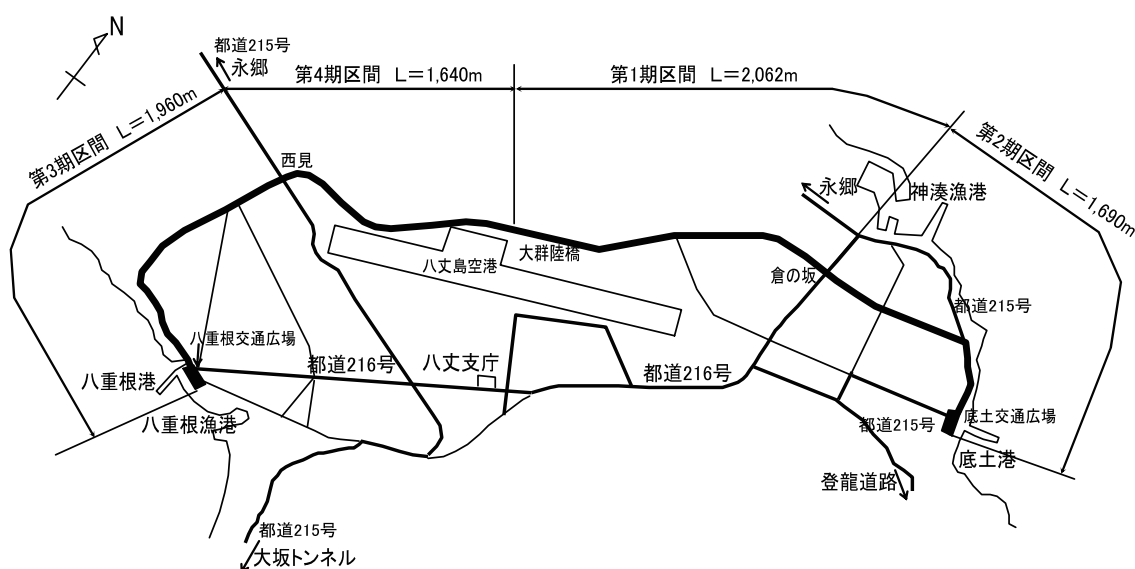 N
都道215号
永郷
第4期区間 L=1,640m
第1期区間 L=2,062m
第3期区間 L=1,960m
第2期区間 L=1,690m
西見
永郷
神湊漁港
大群陸橋
八丈島空港
倉の坂
都道215号
八重根交通広場
都道216号
八丈支庁
都道216号
八重根港
八重根漁港
底土交通広場
都道215号
底土港
登龍道路
都道215号
大坂トンネル